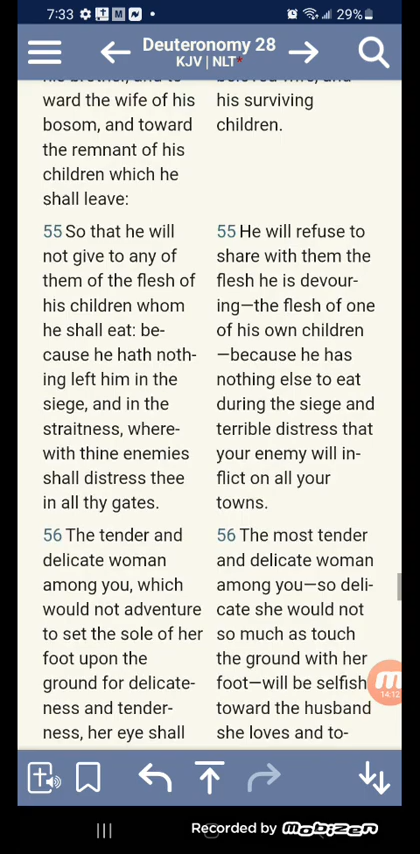 7:33
29%
Deuteronomy 28
KJV | NLT*
ward the wife of his
bosom, and toward
the remnant of his
children which he
shall leave:
55 So that he will
not give to any of
them of the flesh of
his children whom
he shall eat: be-
cause he hath noth-
ing left him in the
siege, and in the
straitness, where-
with thine enemies
shall distress thee
in all thy gates.
56 The tender and
delicate woman
among you, which
would not adventure
to set the sole of her
foot upon the
ground for delicate-
ness and tender-
ness, her eye shall
his surviving
children.
55 He will refuse to
share with them the
flesh he is devour-
ing—the flesh of one
of his own children
—because he has
nothing else to eat
during the siege and
terrible distress that
your enemy will in-
flict on all your
towns.
56 The most tender
and delicate woman
among you—so deli-
cate she would not
so much as touch
the ground with her
foot—will be selfish
toward the husband
she loves and to-
14:12
Recorded by mobizen